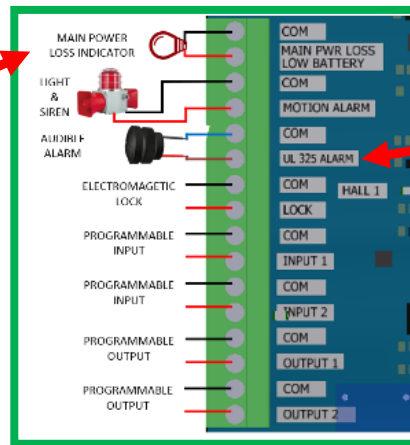 MAIN POWER
LOSS INDICATOR
COM
MAIN PWR LOSS
LOW BATTERY
LIGHT
&
SIREN
COM
MOTION ALARM
AUDIBLE
ALARM
COM
UL 325 ALARM
ELECTROMAGETIC
LOCK
COM
HALL 1
LOCK
PROGRAMMABLE
INPUT
COM
INPUT 1
PROGRAMMABLE
INPUT
COM
INPUT 2
PROGRAMMABLE
OUTPUT
COM
OUTPUT 1
PROGRAMMABLE
OUTPUT
COM
OUTPUT 2